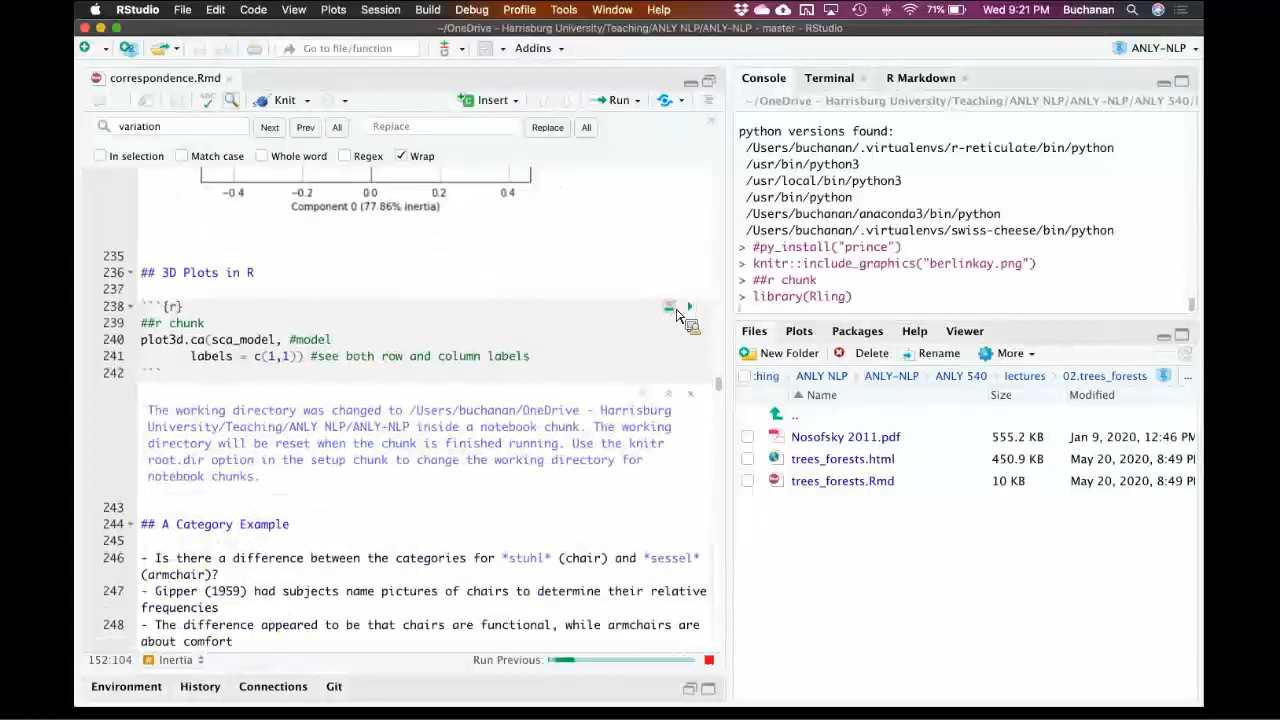 RStudio File Edit Code View Plots Session Build Debug Profile Tools Window Help 71% Wed 9:21 PM Buchanan
~/OneDrive - Harrisburg University/Teaching/ANLY NLP/ANLY-NLP - master - RStudio
Go to file/function Addins ANLY-NLP
correspondence.Rmd
Knit Insert Run
variation Next Prev All Replace Replace All
In selection Match case Whole word Regex Wrap
-0.4 -0.2 0.0 0.2 0.4
Component 0 (77.86% inertia)
235
236 ## 3D Plots in R
237
238 ```{r}
239 ##r chunk
240 plot3d.ca(sca_model, #model
241 labels = c(1,1)) #see both row and column labels
242 ```
The working directory was changed to /Users/buchanan/OneDrive - Harrisburg
University/Teaching/ANLY NLP/ANLY-NLP inside a notebook chunk. The working
directory will be reset when the chunk is finished running. Use the knitr
root.dir option in the setup chunk to change the working directory for
notebook chunks.
243
244 ## A Category Example
245
246 - Is there a difference between the categories for *stuhl* (chair) and *sessel*
(armchair)?
247 - Gipper (1959) had subjects name pictures of chairs to determine their relative
frequencies
248 - The difference appeared to be that chairs are functional, while armchairs are
about comfort
152:104 Inertia Run Previous:
Environment History Connections Git
Console Terminal R Markdown
~/OneDrive - Harrisburg University/Teaching/ANLY NLP/ANLY-NLP/ANLY 540/
python versions found:
/Users/buchanan/.virtualenvs/r-reticulate/bin/python
/usr/bin/python3
/usr/local/bin/python3
/usr/bin/python
/Users/buchanan/anaconda3/bin/python
/Users/buchanan/.virtualenvs/swiss-cheese/bin/python
> #py_install("prince")
> knitr::include_graphics("berlinkay.png")
> ##r chunk
> library(Rling)
Files Plots Packages Help Viewer
New Folder Delete Rename More
:hing ANLY NLP ANLY-NLP ANLY 540 lectures 02.trees_forests ...
Name Size Modified
..
Nosofsky 2011.pdf 555.2 KB Jan 9, 2020, 12:46 PM
trees_forests.html 450.9 KB May 20, 2020, 8:49 P
trees_forests.Rmd 10 KB May 20, 2020, 8:49 P